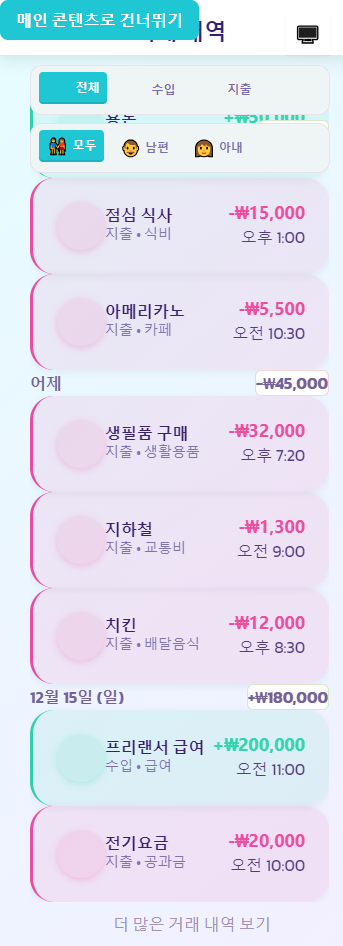 메인 콘텐츠로 건너뛰기
내역
전체
수입
지출
용돈
+₩50,000
모두
남편
아내
점심 식사
-₩15,000
지출 • 식비
오후 1:00
아메리카노
-₩5,500
지출 • 카페
오전 10:30
어제
-₩45,000
생필품 구매
-₩32,000
지출 • 생활용품
오후 7:20
지하철
-₩1,300
지출 • 교통비
오전 9:00
치킨
-₩12,000
지출 • 배달음식
오후 8:30
12월 15일 (일)
+₩180,000
프리랜서 급여
+₩200,000
수입 • 급여
오전 11:00
전기요금
-₩20,000
지출 • 공과금
오전 10:00
더 많은 거래 내역 보기